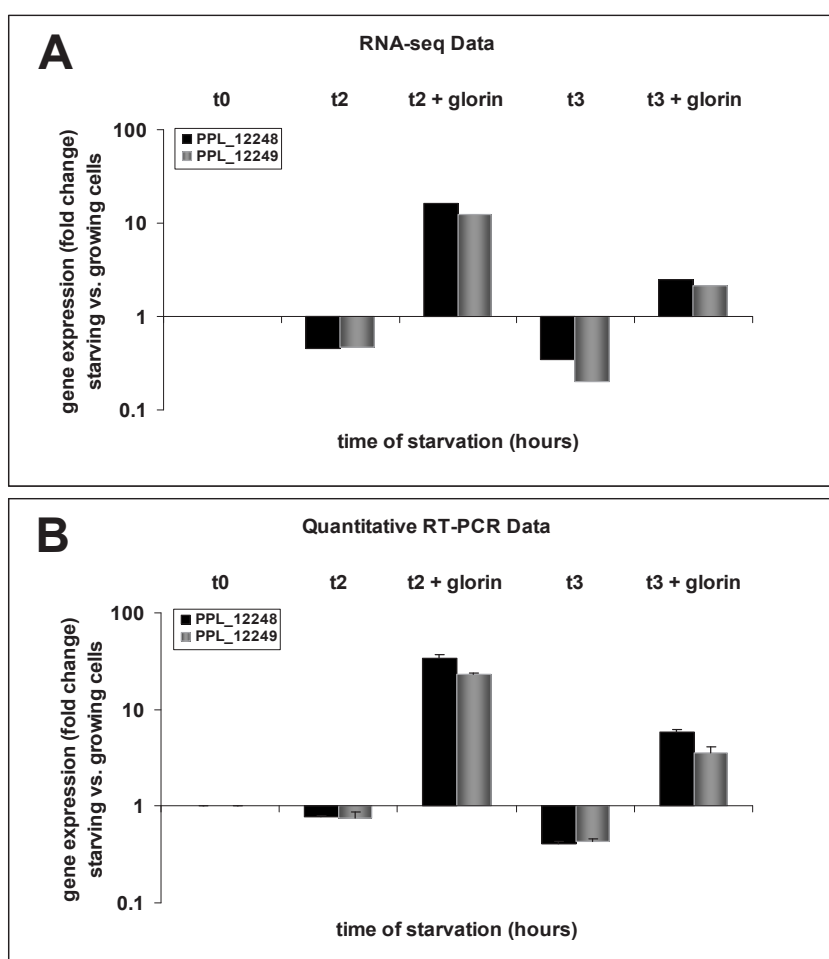 A
RNA-seq Data
t0 t2 t2 + glorin t3 t3 + glorin
gene expression (fold change)
starving vs. growing cells
100
10
1
0.1
PPL_12248
PPL_12249
time of starvation (hours)
B
Quantitative RT-PCR Data
t0 t2 t2 + glorin t3 t3 + glorin
gene expression (fold change)
starving vs. growing cells
100
10
1
0.1
PPL_12248
PPL_12249
time of starvation (hours)